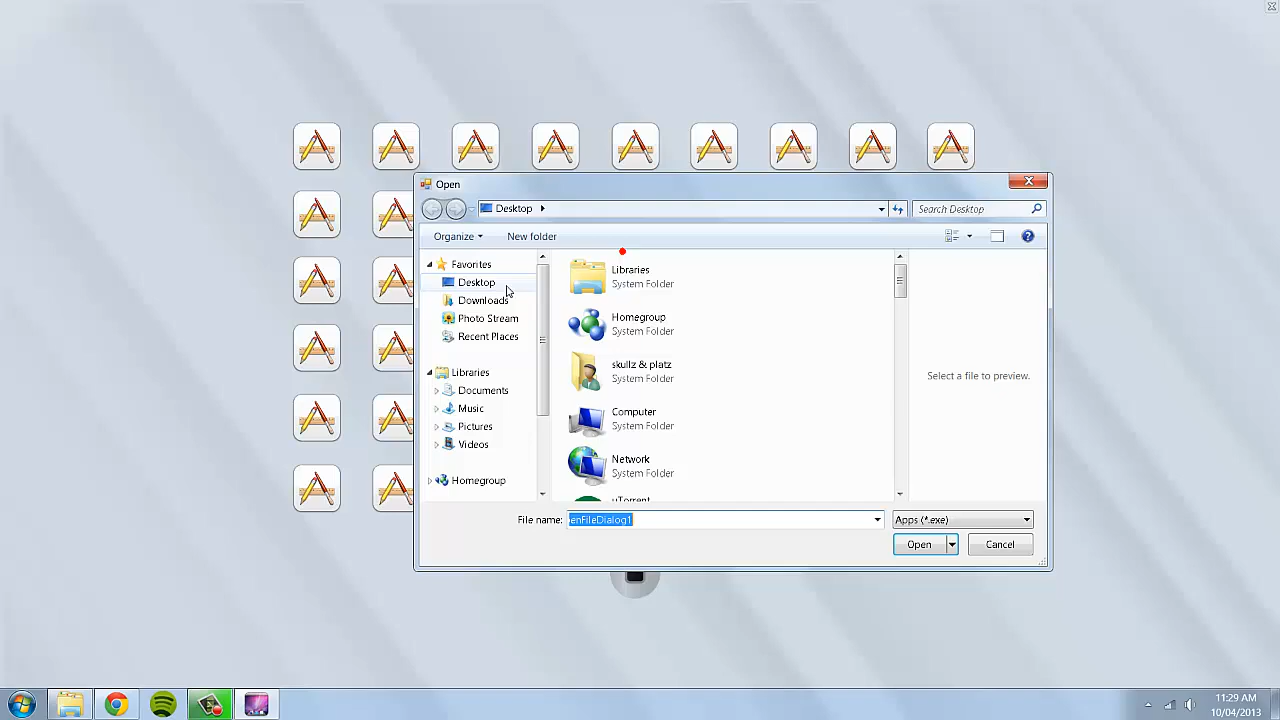 Open
Desktop
Search Desktop
Organize
New folder
Favorites
Desktop
Downloads
Photo Stream
Recent Places
Libraries
Documents
Music
Pictures
Videos
Homegroup
Libraries
System Folder
Homegroup
System Folder
skullz & platz
System Folder
Computer
System Folder
Network
System Folder
uTorrent
Select a file to preview.
File name:
enFileDialog1
Apps (*.exe)
Open
Cancel
11:29 AM
10/04/2013